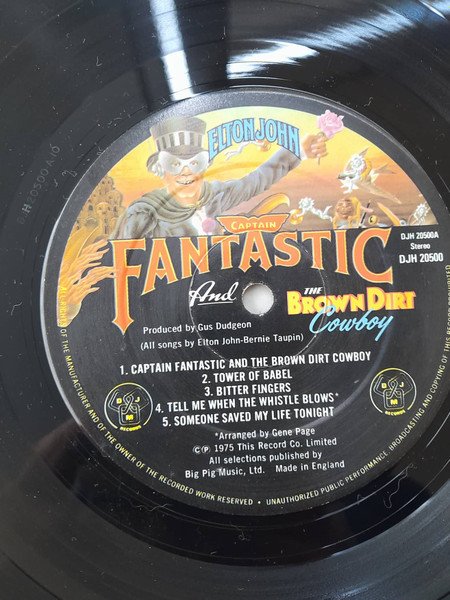 ELTON JOHN
CAPTAIN
FANTASTIC
And
THE
BROWN DIRT
Cowboy
DJH 20500A
Stereo
DJH 20500
Produced by Gus Dudgeon
(All songs by Elton John-Bernie Taupin)
1. CAPTAIN FANTASTIC AND THE BROWN DIRT COWBOY
2. TOWER OF BABEL
3. BITTER FINGERS
4. TELL ME WHEN THE WHISTLE BLOWS*
5. SOMEONE SAVED MY LIFE TONIGHT
*Arranged by Gene Page
© ℗ 1975 This Record Co. Limited
All selections published by
Big Pig Music, Ltd. Made in England
D J M
RECORDS
D J M
RECORDS
ALL RIGHTS OF THE MANUFACTURER AND OF THE OWNER OF THE RECORDED WORK RESERVED • UNAUTHORIZED PUBLIC PERFORMANCE, BROADCASTING AND COPYING OF THIS RECORD